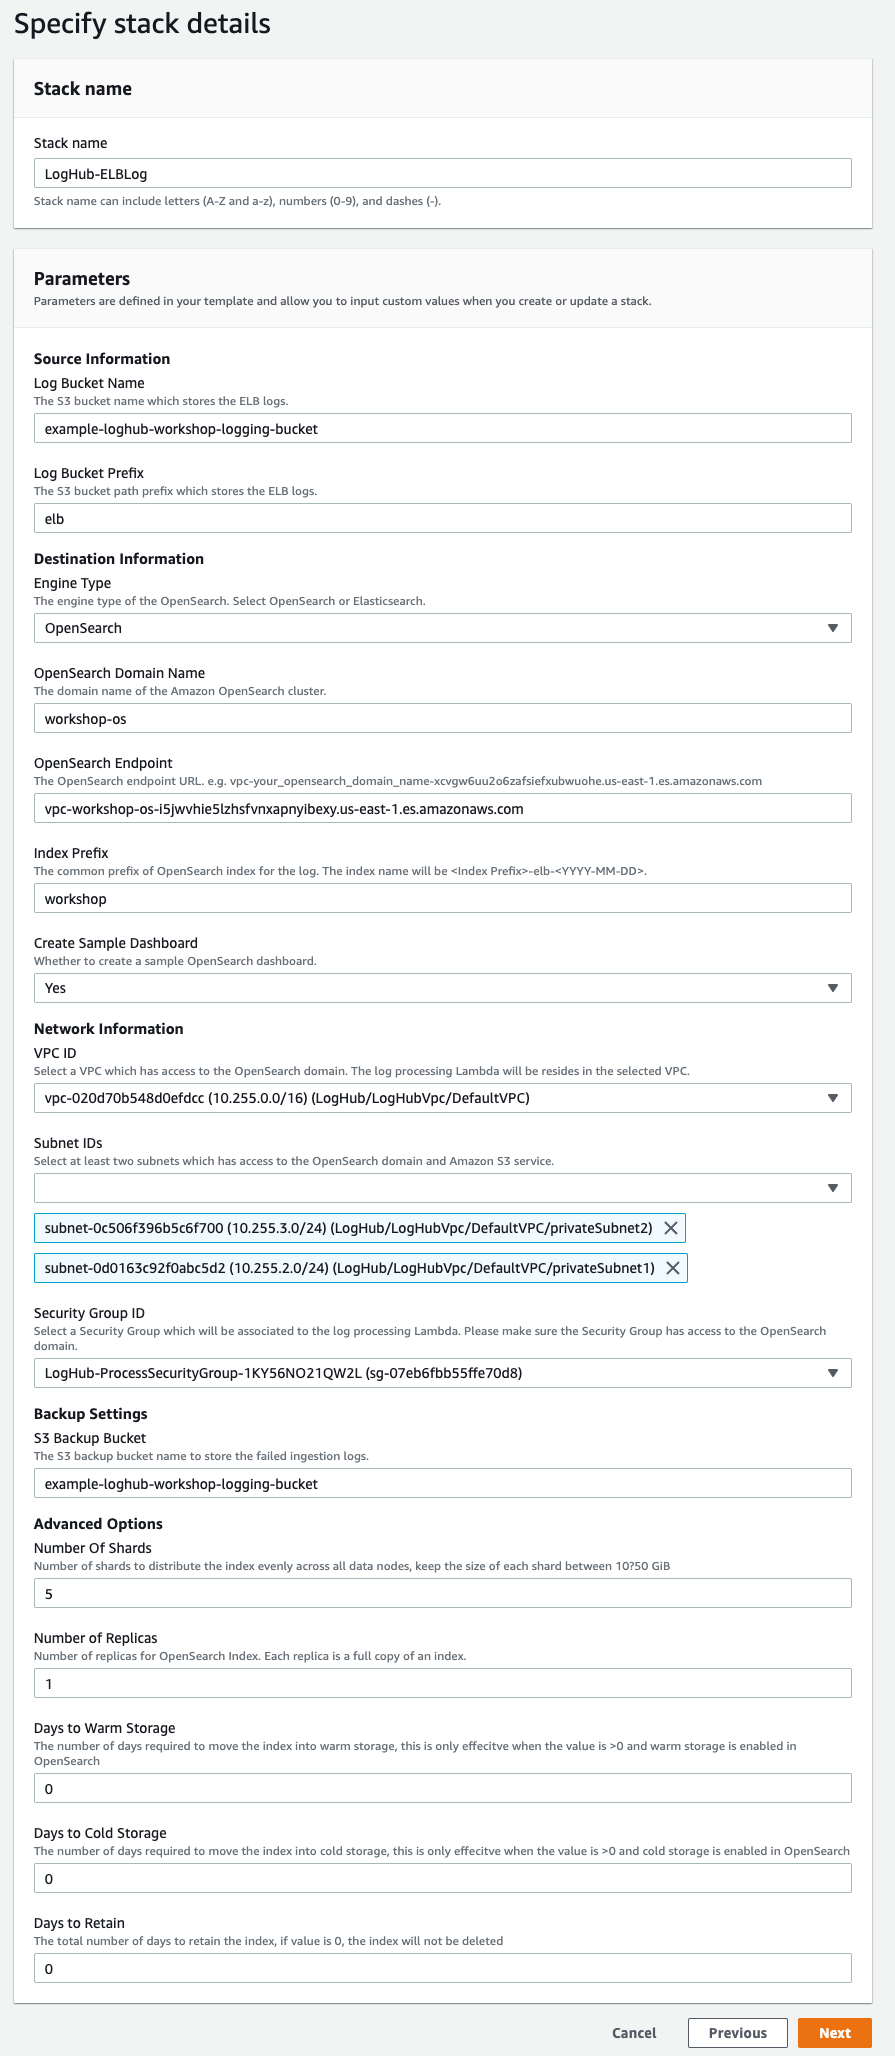 Specify stack details
Stack name
Stack name
LogHub-ELBLog
Stack name can include letters (A-Z and a-z), numbers (0-9), and dashes (-).
Parameters
Parameters are defined in your template and allow you to input custom values when you create or update a stack.
Source Information
Log Bucket Name
The S3 bucket name which stores the ELB logs.
example-loghub-workshop-logging-bucket
Log Bucket Prefix
The S3 bucket path prefix which stores the ELB logs.
elb
Destination Information
Engine Type
The engine type of the OpenSearch. Select OpenSearch or Elasticsearch.
OpenSearch
OpenSearch Domain Name
The domain name of the Amazon OpenSearch cluster.
workshop-os
OpenSearch Endpoint
The OpenSearch endpoint URL. e.g. vpc-your_opensearch_domain_name-xcvgw6uu2o6zafsiefxubwuohe.us-east-1.es.amazonaws.com
vpc-workshop-os-i5jwvhie5lzhsfvnxapnyibexy.us-east-1.es.amazonaws.com
Index Prefix
The common prefix of OpenSearch index for the log. The index name will be <Index Prefix>-elb-<YYYY-MM-DD>.
workshop
Create Sample Dashboard
Whether to create a sample OpenSearch dashboard.
Yes
Network Information
VPC ID
Select a VPC which has access to the OpenSearch domain. The log processing Lambda will be resides in the selected VPC.
vpc-020d70b548d0efdcc (10.255.0.0/16) (LogHub/LogHubVpc/DefaultVPC)
Subnet IDs
Select at least two subnets which has access to the OpenSearch domain and Amazon S3 service.
subnet-0c506f396b5c6f700 (10.255.3.0/24) (LogHub/LogHubVpc/DefaultVPC/privateSubnet2)
subnet-0d0163c92f0abc5d2 (10.255.2.0/24) (LogHub/LogHubVpc/DefaultVPC/privateSubnet1)
Security Group ID
Select a Security Group which will be associated to the log processing Lambda. Please make sure the Security Group has access to the OpenSearch
domain.
LogHub-ProcessSecurityGroup-1KY56NO21QW2L (sg-07eb6fbb55ffe70d8)
Backup Settings
S3 Backup Bucket
The S3 backup bucket name to store the failed ingestion logs.
example-loghub-workshop-logging-bucket
Advanced Options
Number Of Shards
Number of shards to distribute the index evenly across all data nodes, keep the size of each shard between 10?50 GiB
5
Number of Replicas
Number of replicas for OpenSearch Index. Each replica is a full copy of an index.
1
Days to Warm Storage
The number of days required to move the index into warm storage, this is only effecitve when the value is >0 and warm storage is enabled in
OpenSearch
0
Days to Cold Storage
The number of days required to move the index into cold storage, this is only effecitve when the value is >0 and cold storage is enabled in OpenSearch
0
Days to Retain
The total number of days to retain the index, if value is 0, the index will not be deleted
0
Cancel Previous Next